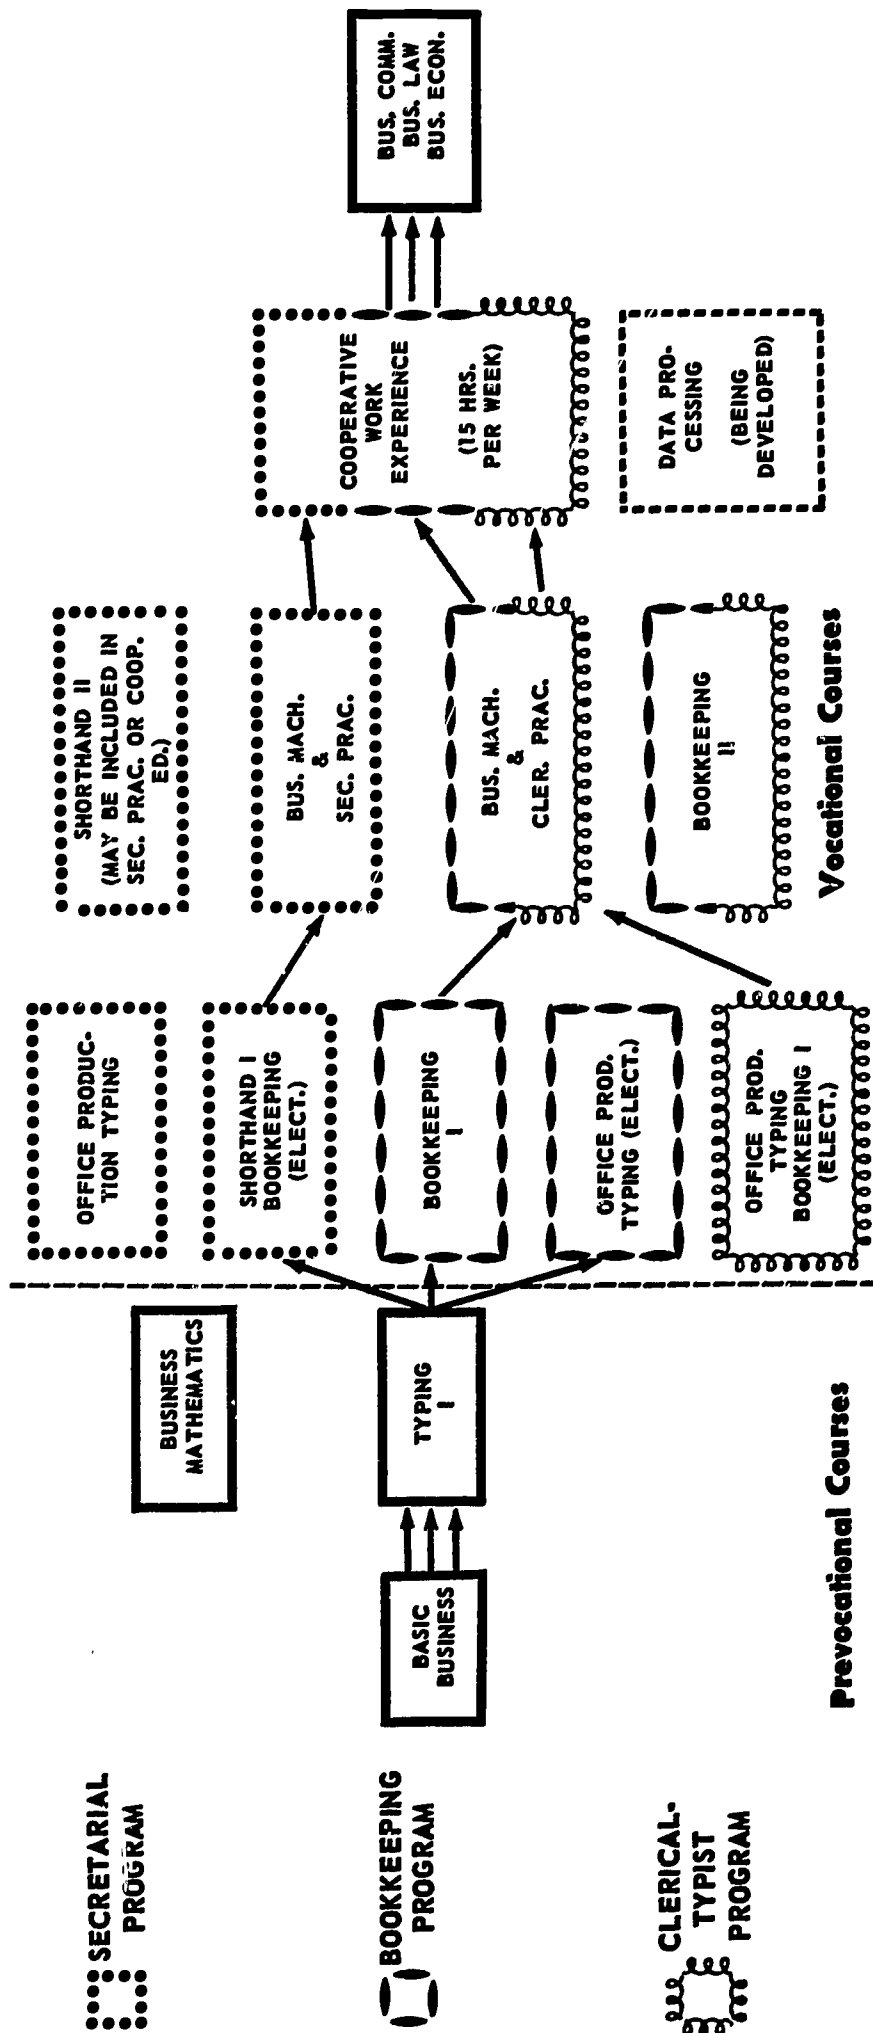 SECRETARIAL
PROGRAM
BOOKKEEPING
PROGRAM
CLERICAL-
TYPIST
PROGRAM
BASIC
BUSINESS
BUSINESS
MATHEMATICS
TYPING
I
Prevocational Courses
OFFICE PRODUC-
TION TYPING
SHORTHAND I
BOOKKEEPING
(ELECT.)
BOOKKEEPING
I
OFFICE PROD.
TYPING (ELECT.)
OFFICE PROD.
TYPING
BOOKKEEPING I
(ELECT.)
SHORTHAND II
(MAY BE INCLUDED IN
SEC. PRAC. OR COOP.
ED.)
BUS. MACH.
&
SEC. PRAC.
BUS. MACH.
&
CLER. PRAC.
BOOKKEEPING
II
Vocational Courses
COOPERATIVE
WORK
EXPERIENCE
(15 HRS.
PER WEEK)
DATA PRO-
CESSING
(BEING
DEVELOPED)
BUS. COMM.
BUS. LAW
BUS. ECON.